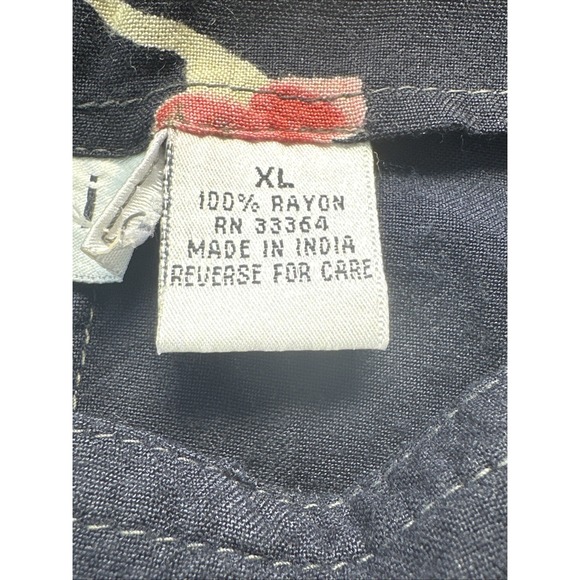 XL
100% RAYON
RN 33364
MADE IN INDIA
REVERSE FOR CARE
i